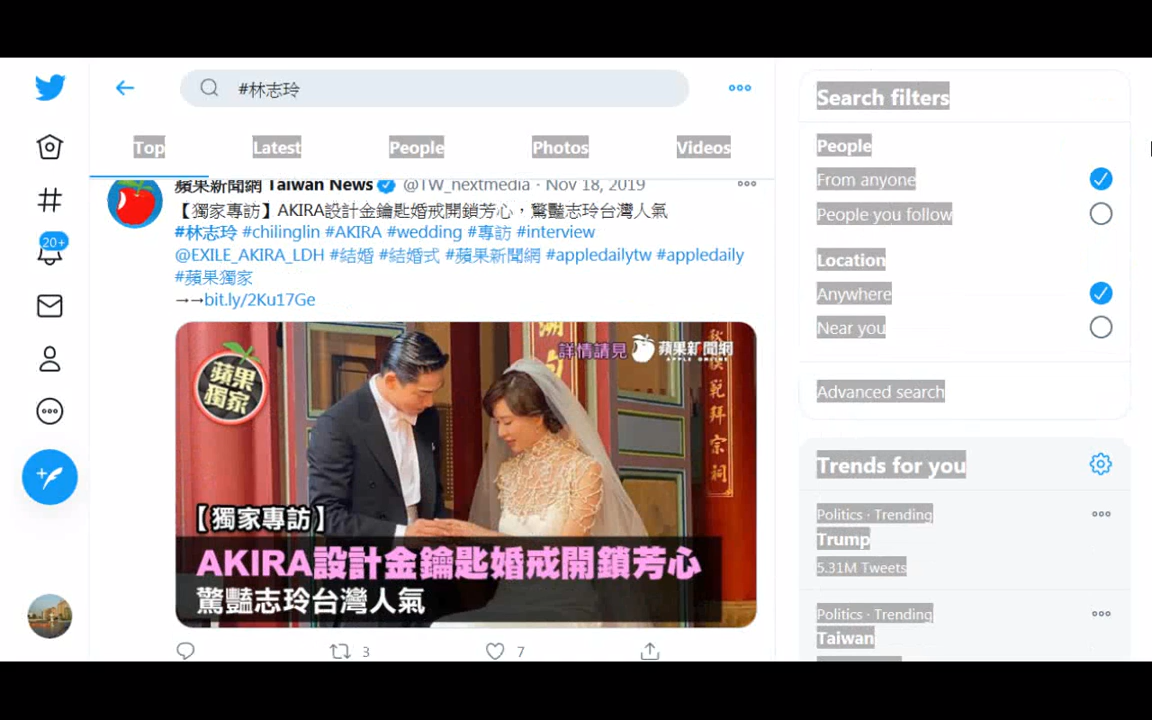 #林志玲
Top
Latest
People
Photos
Videos
蘋果新聞網 Taiwan News @TW_nextmedia · Nov 18, 2019
【獨家專訪】AKIRA設計金鑰匙婚戒開鎖芳心，驚豔志玲台灣人氣
#林志玲 #chilinglin #AKIRA #wedding #專訪 #interview
@EXILE_AKIRA_LDH #結婚 #結婚式 #蘋果新聞網 #appledailytw #appledaily
#蘋果獨家
→→bit.ly/2Ku17Ge
蘋果
獨家
詳情請見
蘋果新聞網
APPLE ONLINE
範拜宗祠
【獨家專訪】
AKIRA設計金鑰匙婚戒開鎖芳心
驚豔志玲台灣人氣
3
7
20+
Search filters
People
From anyone
People you follow
Location
Anywhere
Near you
Advanced search
Trends for you
Politics · Trending
Trump
5.31M Tweets
Politics · Trending
Taiwan